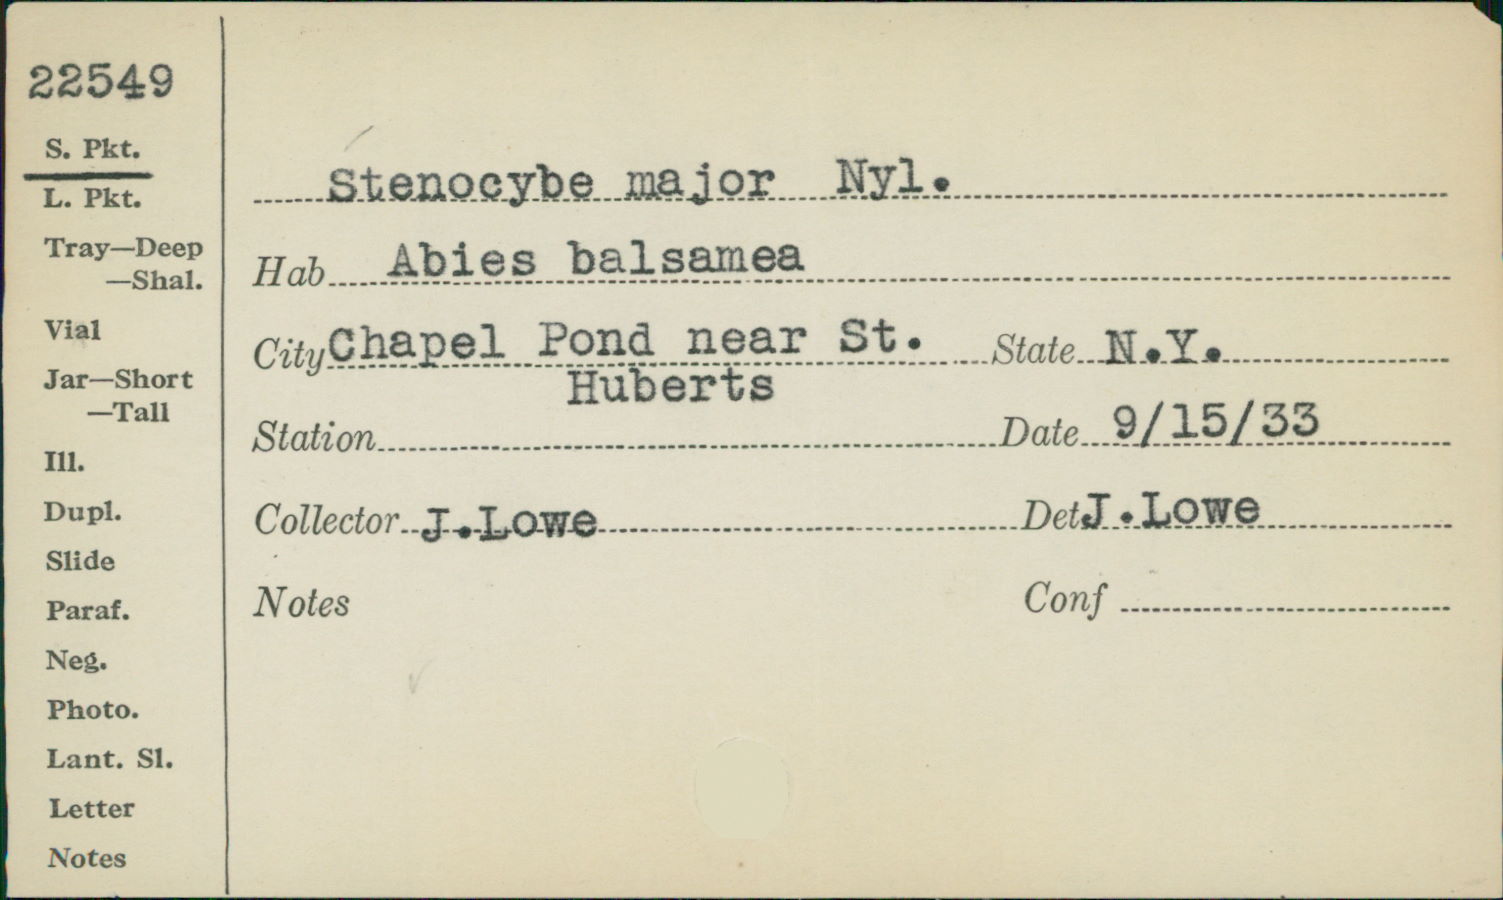 22549
S. Pkt.
L. Pkt.
Tray—Deep
—Shal.
Vial
Jar—Short
—Tall
Ill.
Dupl.
Slide
Paraf.
Neg.
Photo.
Lant. Sl.
Letter
Notes
Stenocybe major Nyl.
Hab Abies balsamea
City Chapel Pond near St. State N.Y.
Huberts
Station Date 9/15/33
Collector J.Lowe Det J.Lowe
Notes Conf